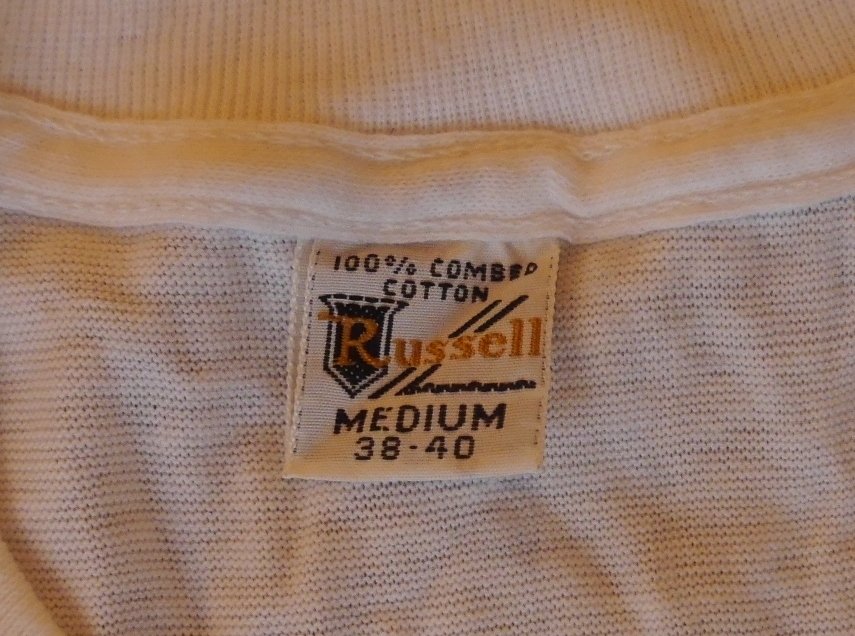 100% COMBED
COTTON
Russell
MEDIUM
38-40